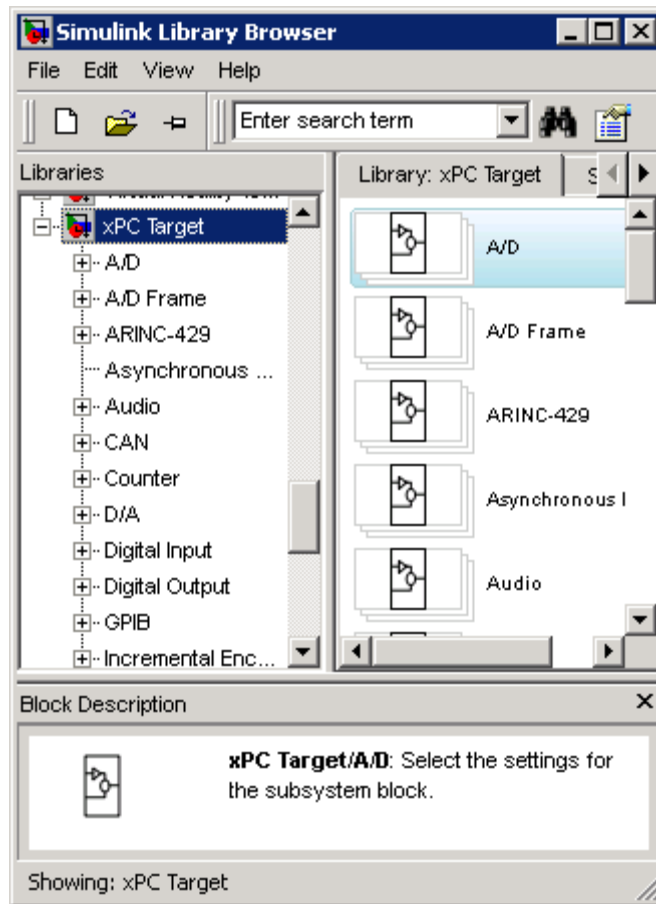 Simulink Library Browser
File Edit View Help
Enter search term
Libraries
xPC Target
A/D
A/D Frame
ARINC-429
Asynchronous ...
Audio
CAN
Counter
D/A
Digital Input
Digital Output
GPIB
Incremental Enc...
Library: xPC Target
A/D
A/D Frame
ARINC-429
Asynchronous I
Audio
Block Description
xPC Target/A/D: Select the settings for
the subsystem block.
Showing: xPC Target